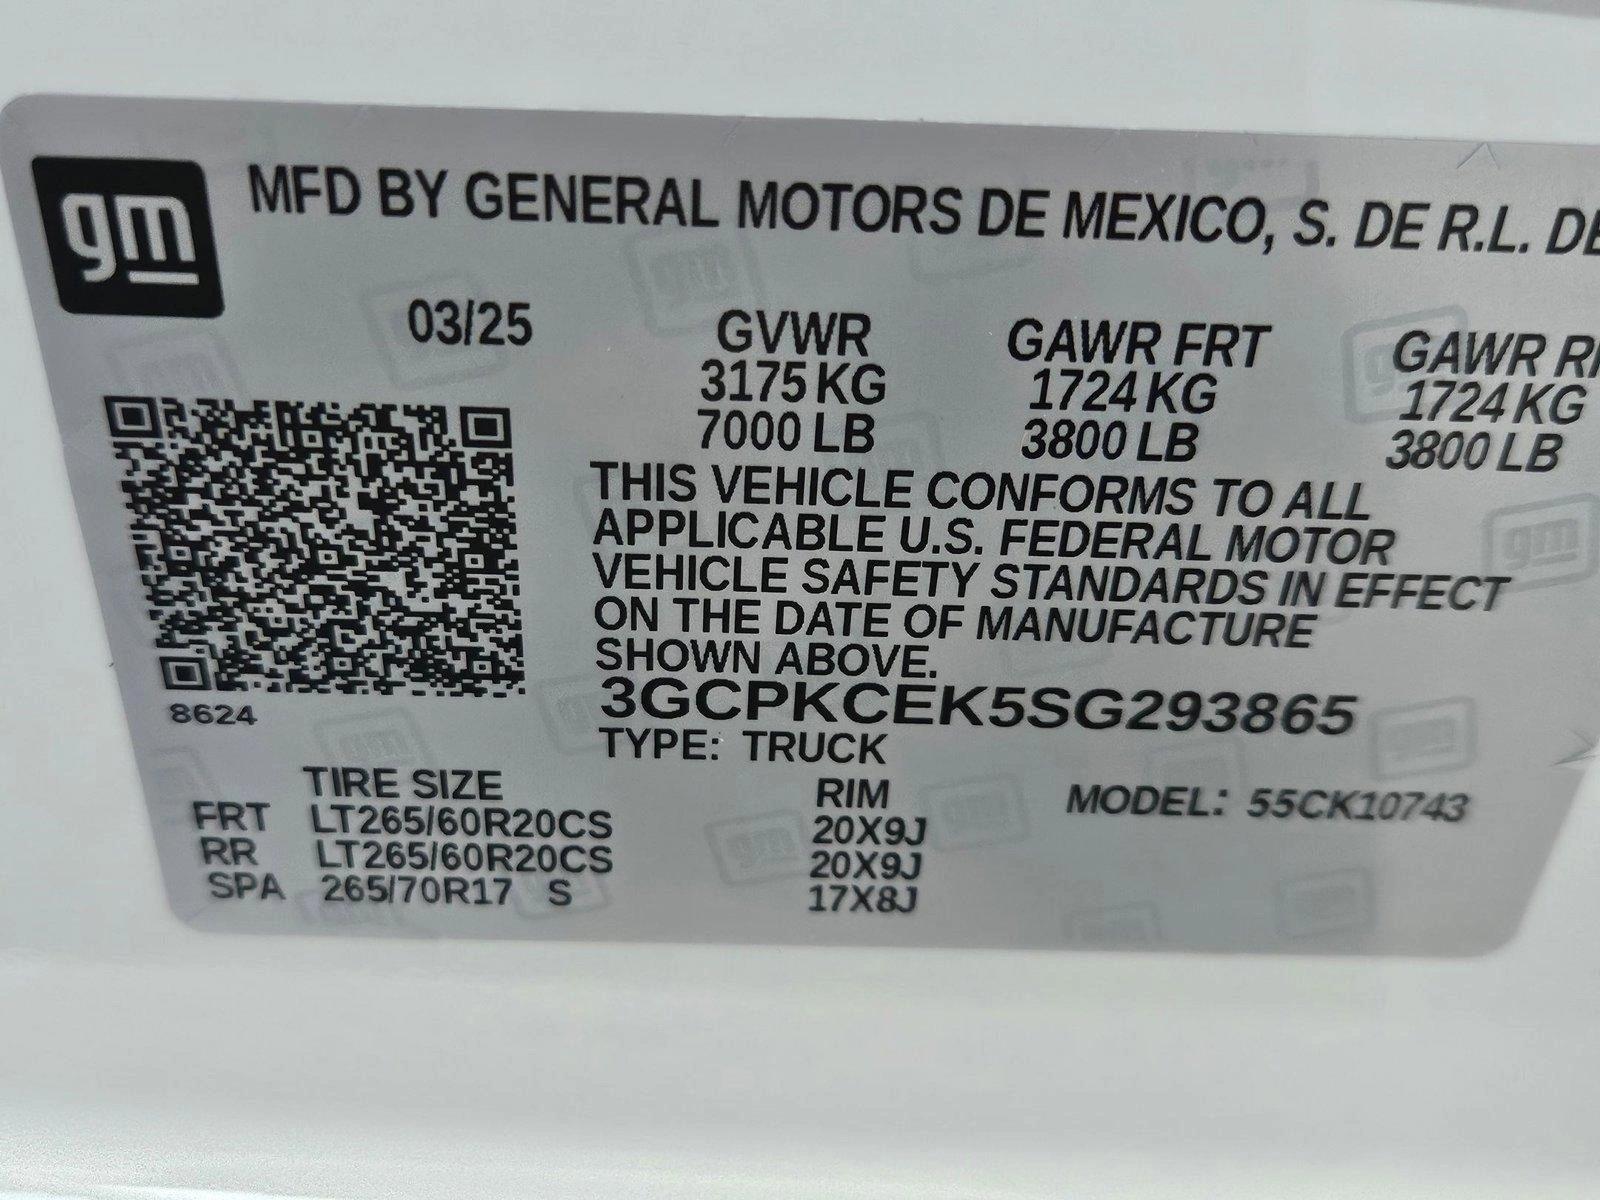 gm
MFD BY GENERAL MOTORS DE MEXICO, S. DE R.L. DE
03/25
GVWR GAWR FRT GAWR
3175 KG 1724 KG 1724 KG
7000 LB 3800 LB 3800 LB
THIS VEHICLE CONFORMS TO ALL
APPLICABLE U.S. FEDERAL MOTOR
VEHICLE SAFETY STANDARDS IN EFFECT
ON THE DATE OF MANUFACTURE
SHOWN ABOVE.
3GCPKCEK5SG293865
8624
TYPE: TRUCK
TIRE SIZE RIM MODEL: 55CK10743
FRT LT265/60R20CS 20X9J
RR LT265/60R20CS 20X9J
SPA 265/70R17 S 17X8J